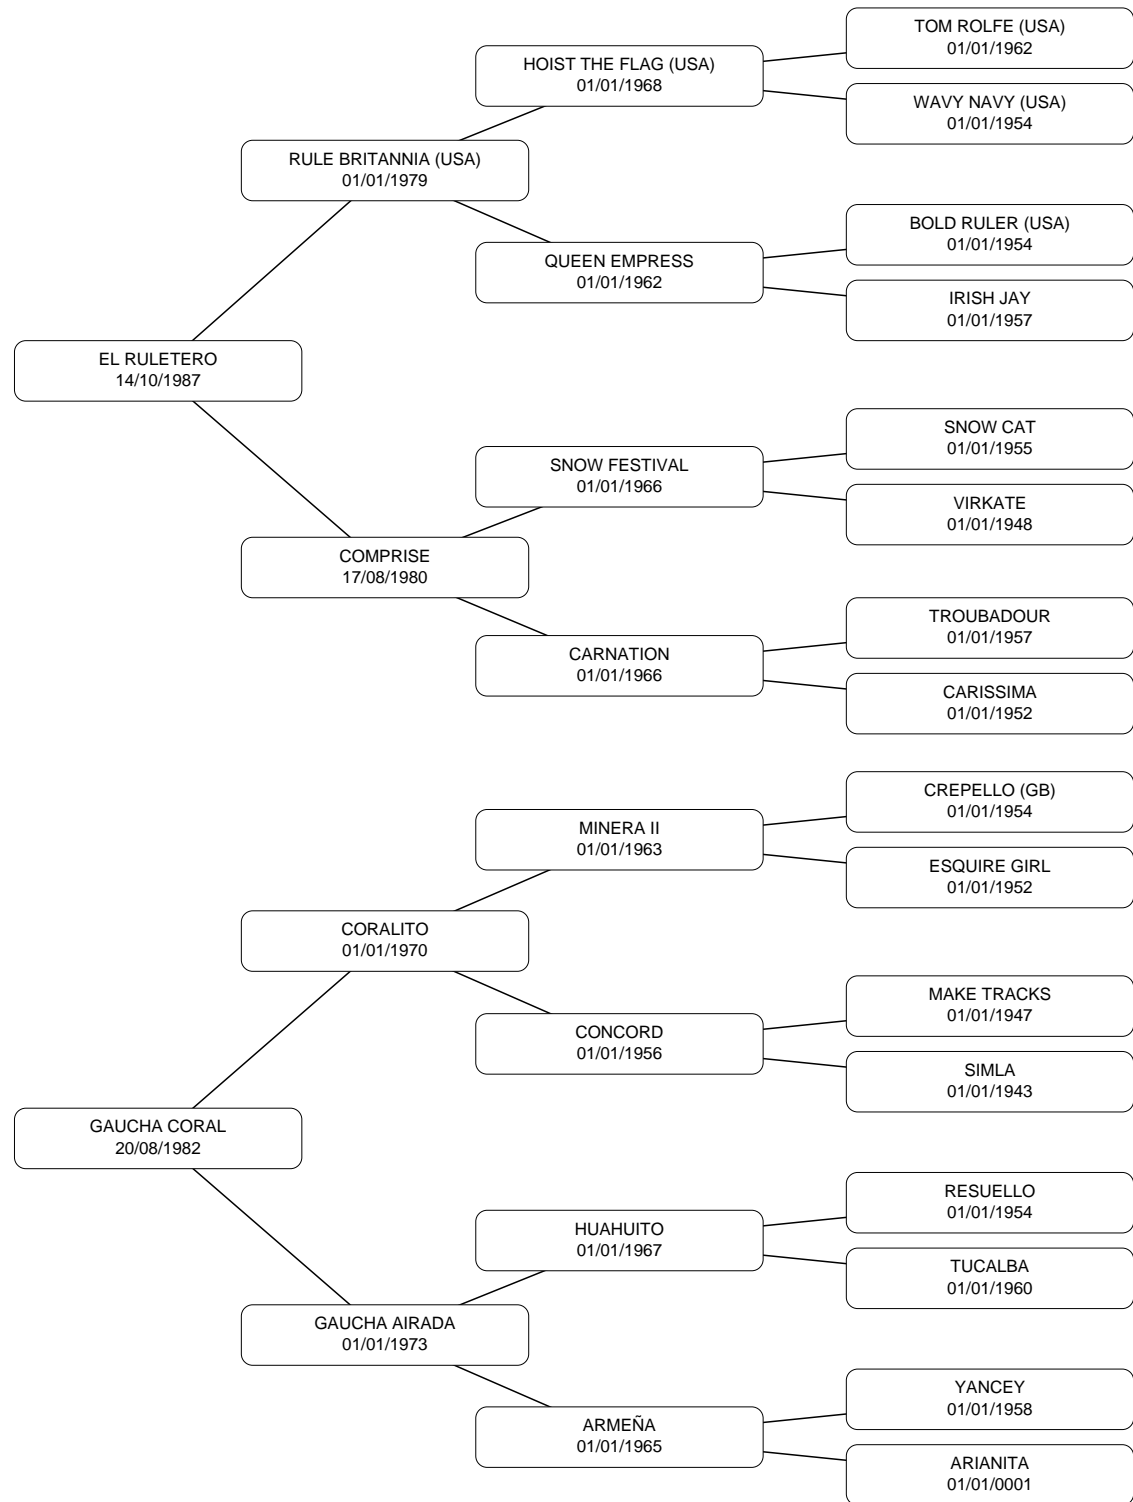 TOM ROLFE (USA)
01/01/1962
HOIST THE FLAG (USA)
01/01/1968
WAVY NAVY (USA)
01/01/1954
RULE BRITANNIA (USA)
01/01/1979
BOLD RULER (USA)
01/01/1954
QUEEN EMPRESS
01/01/1962
IRISH JAY
01/01/1957
EL RULETERO
14/10/1987
SNOW CAT
01/01/1955
SNOW FESTIVAL
01/01/1966
VIRKATE
01/01/1948
COMPRISE
17/08/1980
TROUBADOUR
01/01/1957
CARNATION
01/01/1966
CARISSIMA
01/01/1952
CREPELLO (GB)
01/01/1954
MINERA II
01/01/1963
ESQUIRE GIRL
01/01/1952
CORALITO
01/01/1970
MAKE TRACKS
01/01/1947
CONCORD
01/01/1956
SIMLA
01/01/1943
GAUCHA CORAL
20/08/1982
RESUELLO
01/01/1954
HUAHUITO
01/01/1967
TUCALBA
01/01/1960
GAUCHA AIRADA
01/01/1973
YANCEY
01/01/1958
ARMEÑA
01/01/1965
ARIANITA
01/01/0001